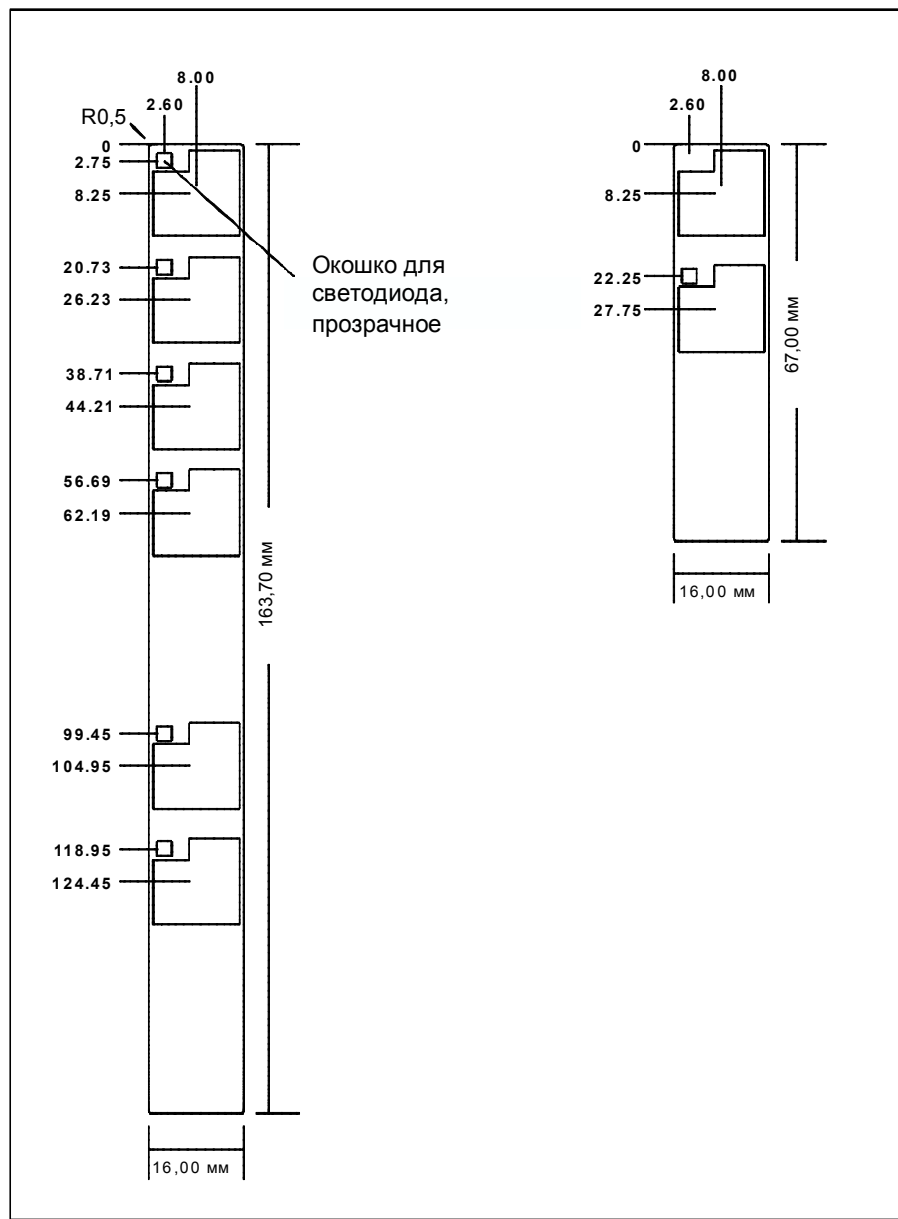 8.00
2.60
R0,5
0
2.75
8.25
Окошко для
светодиода,
прозрачное
20.73
26.23
38.71
44.21
56.69
62.19
163,70 мм
99.45
104.95
118.95
124.45
16,00 мм
8.00
2.60
0
8.25
22.25
27.75
67,00 мм
16,00 мм